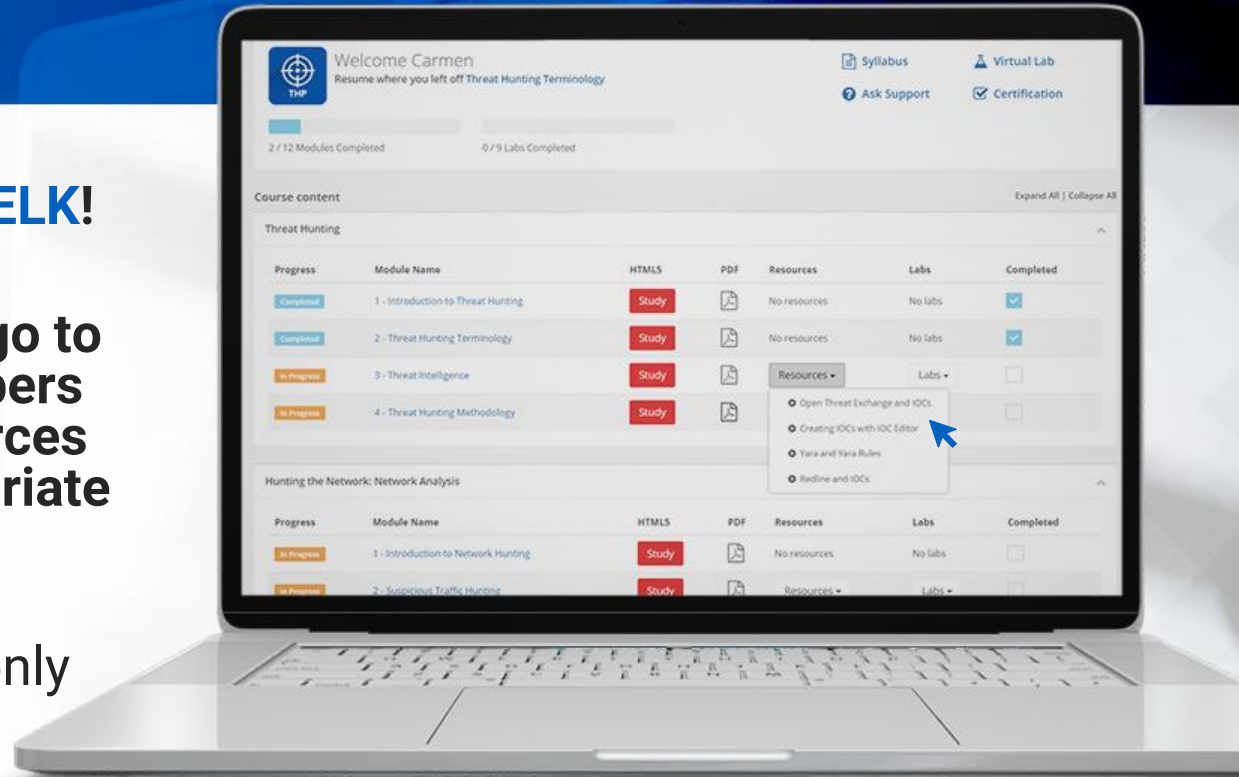 ELK!
go to
pers
rces
riate
only
THP
Welcome Carmen
Resume where you left off Threat Hunting Terminology
Syllabus
Virtual Lab
Ask Support
Certification
2 / 12 Modules Completed
0 / 9 Labs Completed
Course content
Expand All | Collapse All
Threat Hunting
Progress Module Name HTML5 PDF Resources Labs Completed
Completed 1 - Introduction to Threat Hunting Study No resources No labs
Completed 2 - Threat Hunting Terminology Study No resources No labs
In Progress 3 - Threat Intelligence Study Resources Labs
In Progress 4 - Threat Hunting Methodology Study
Open Threat Exchange and IOCs
Creating IOCs with IOC Editor
Yara and Yara Rules
Redline and IOCs
Hunting the Network: Network Analysis
Progress Module Name HTML5 PDF Resources Labs Completed
In Progress 1 - Introduction to Network Hunting Study No resources No labs
In Progress 2 - Suspicious Traffic Hunting Study Resources Labs